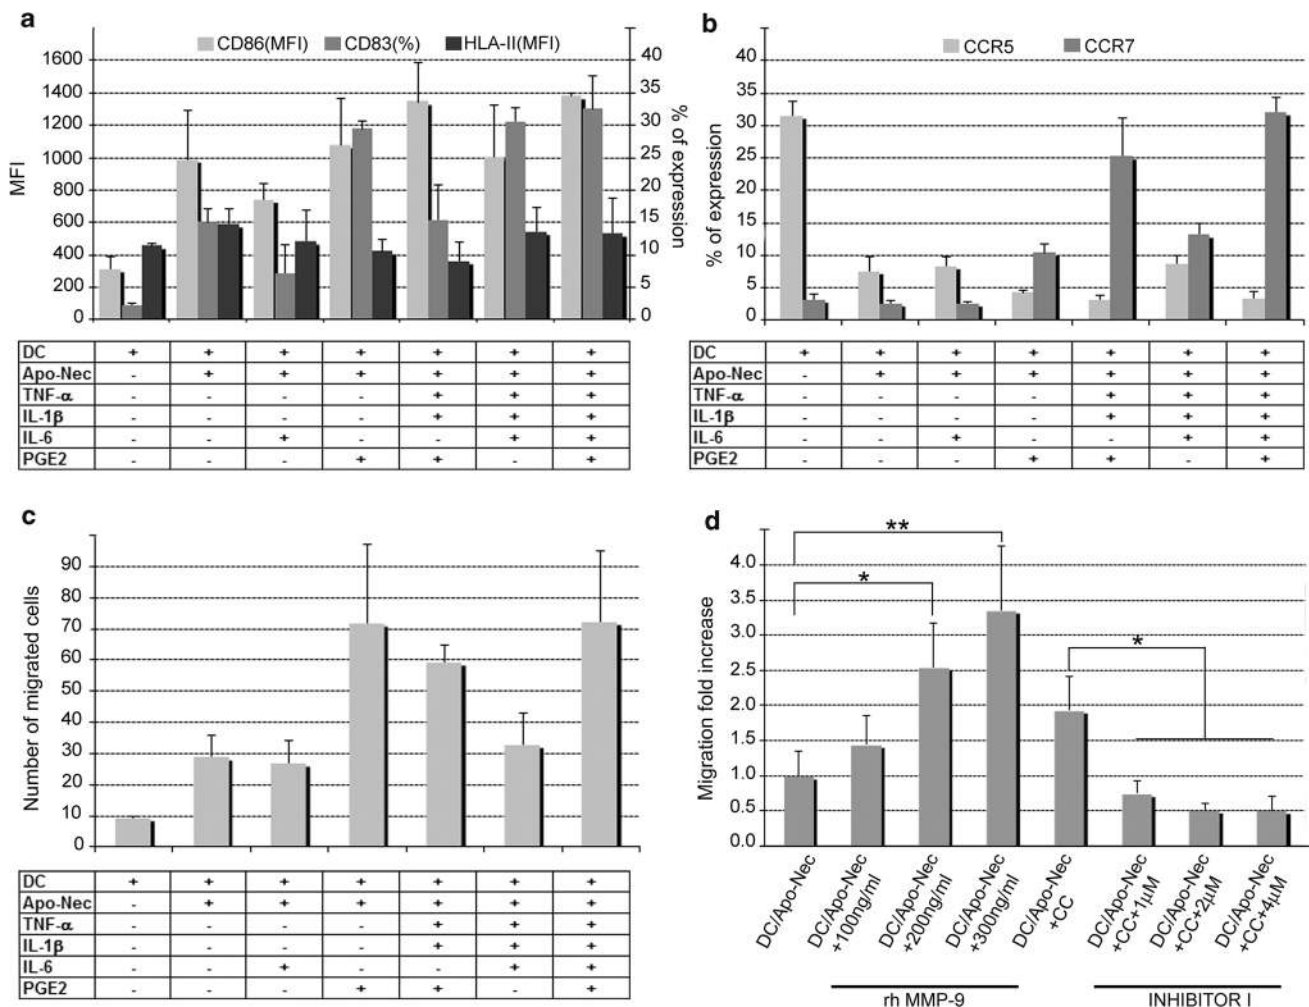 a
CD86(MFI) CD83(%) HLA-II(MFI)
1600
1400
1200
1000
800
600
400
200
0
MFI
40
35
30
25
20
15
10
5
0
% of expression
DC + + + + + + +
Apo-Nec - + + + + + +
TNF-α - - - - + + +
IL-1β - - - - + + +
IL-6 - - + - - + +
PGE2 - - - + + - +
b
CCR5 CCR7
40
35
30
25
20
15
10
5
0
% of expression
DC + + + + + + +
Apo-Nec - + + + + + +
TNF-α - - - - + + +
IL-1β - - - - + + +
IL-6 - - + - - + +
PGE2 - - - + + - +
c
90
80
70
60
50
40
30
20
10
0
Number of migrated cells
DC + + + + + + +
Apo-Nec - + + + + + +
TNF-α - - - - + + +
IL-1β - - - - + + +
IL-6 - - + - - + +
PGE2 - - - + + - +
d
**
*
*
4.0
3.5
3.0
2.5
2.0
1.5
1.0
0.5
0.0
Migration fold increase
DC/Apo-Nec
DC/Apo-Nec
+100ng/ml)
DC/Apo-Nec
+200ng/ml)
DC/Apo-Nec
+300ng/ml)
DC/Apo-Nec
+CC
DC/Apo-Nec
+CC+1μM)
DC/Apo-Nec
+CC+2μM)
DC/Apo-Nec
+CC+4μM)
rh MMP-9
INHIBITOR I